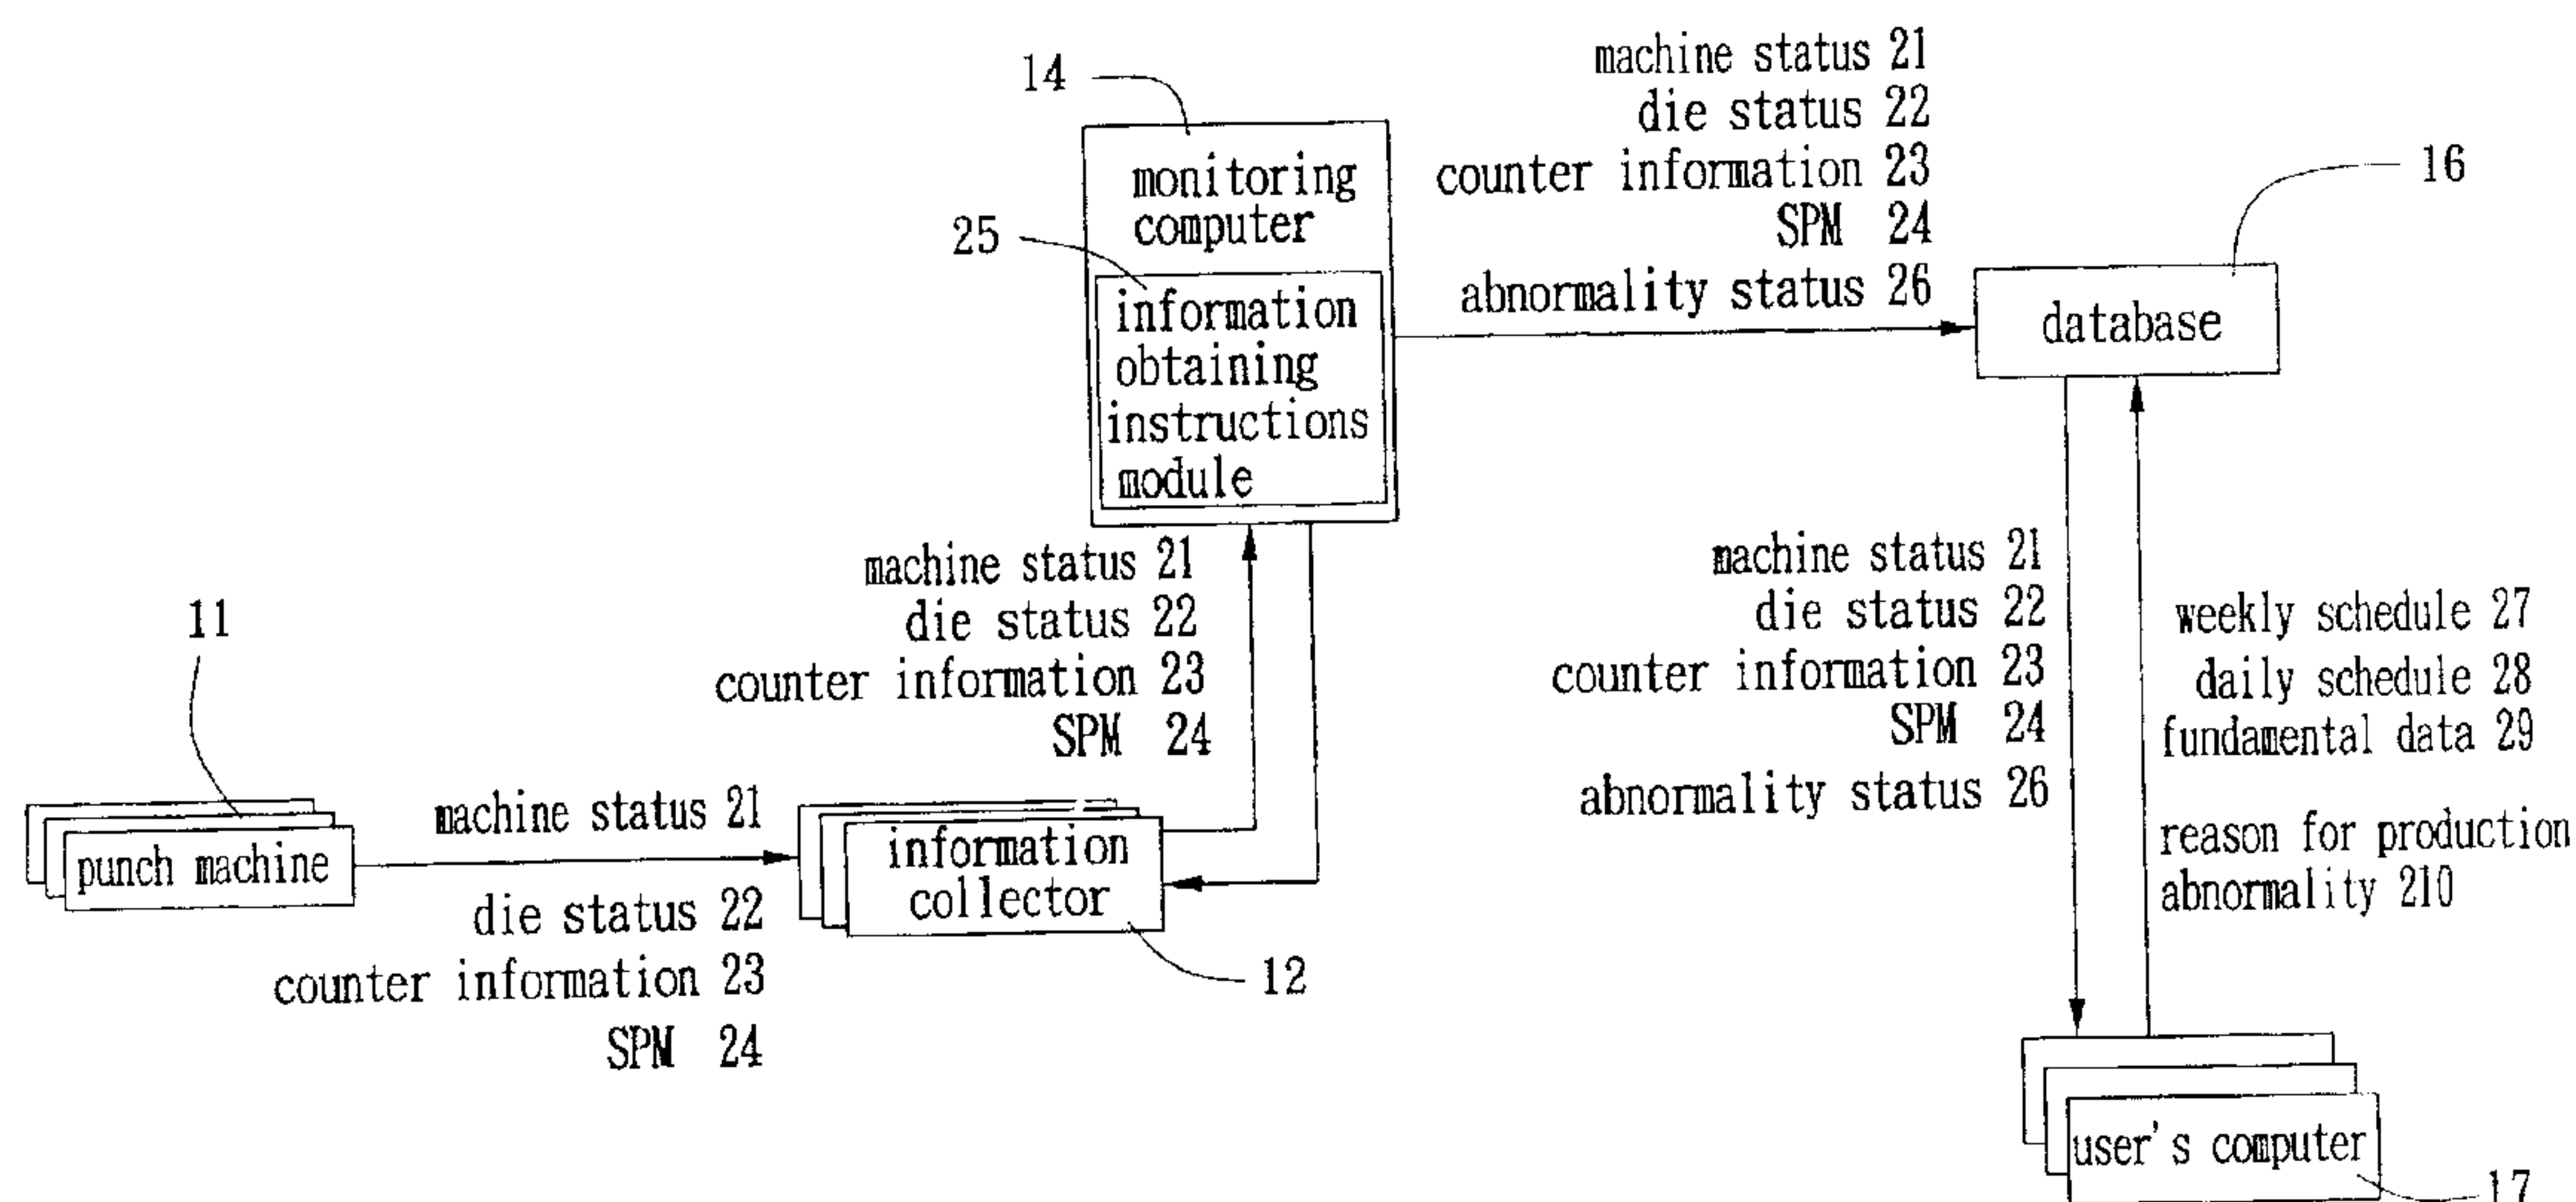 machine status 21
die status 22
counter information 23
SPM 24
abnormality status 26
14
monitoring
computer
25
information
obtaining
instructions
module
16
database
machine status 21
die status 22
counter information 23
SPM 24
11
punch machine
machine status 21
die status 22
counter information 23
SPM 24
information
collector
12
machine status 21
die status 22
counter information 23
SPM 24
abnormality status 26
weekly schedule 27
daily schedule 28
fundamental data 29
reason for production
abnormality 210
user's computer
17